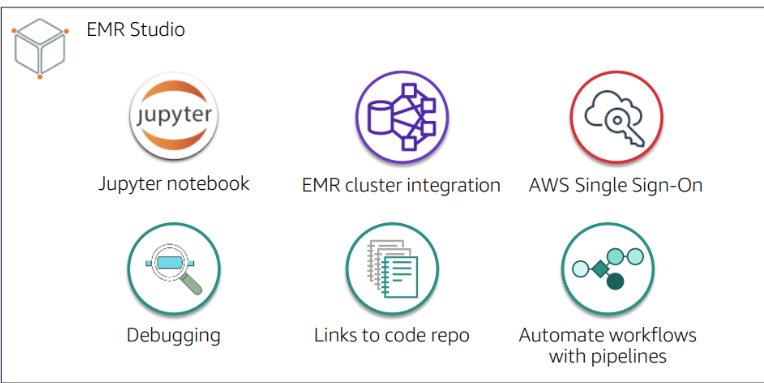 EMR Studio
jupyter
Jupyter notebook
EMR cluster integration
AWS Single Sign-On
Debugging
Links to code repo
Automate workflows
with pipelines